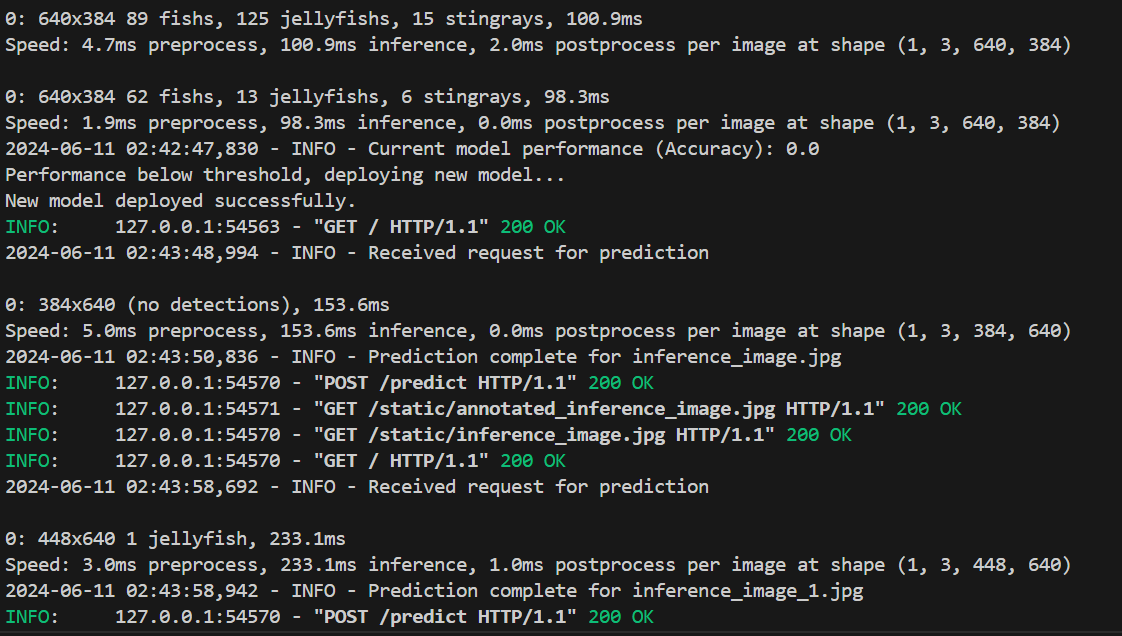 0: 640x384 89 fishs, 125 jellyfishs, 15 stingrays, 100.9ms
Speed: 4.7ms preprocess, 100.9ms inference, 2.0ms postprocess per image at shape (1, 3, 640, 384)
0: 640x384 62 fishs, 13 jellyfishs, 6 stingrays, 98.3ms
Speed: 1.9ms preprocess, 98.3ms inference, 0.0ms postprocess per image at shape (1, 3, 640, 384)
2024-06-11 02:42:47,830 - INFO - Current model performance (Accuracy): 0.0
Performance below threshold, deploying new model...
New model deployed successfully.
INFO:     127.0.0.1:54563 - "GET / HTTP/1.1" 200 OK
2024-06-11 02:43:48,994 - INFO - Received request for prediction
0: 384x640 (no detections), 153.6ms
Speed: 5.0ms preprocess, 153.6ms inference, 0.0ms postprocess per image at shape (1, 3, 384, 640)
2024-06-11 02:43:50,836 - INFO - Prediction complete for inference_image.jpg
INFO:     127.0.0.1:54570 - "POST /predict HTTP/1.1" 200 OK
INFO:     127.0.0.1:54571 - "GET /static/annotated_inference_image.jpg HTTP/1.1" 200 OK
INFO:     127.0.0.1:54570 - "GET /static/inference_image.jpg HTTP/1.1" 200 OK
INFO:     127.0.0.1:54570 - "GET / HTTP/1.1" 200 OK
2024-06-11 02:43:58,692 - INFO - Received request for prediction
0: 448x640 1 jellyfish, 233.1ms
Speed: 3.0ms preprocess, 233.1ms inference, 1.0ms postprocess per image at shape (1, 3, 448, 640)
2024-06-11 02:43:58,942 - INFO - Prediction complete for inference_image_1.jpg
INFO:     127.0.0.1:54570 - "POST /predict HTTP/1.1" 200 OK